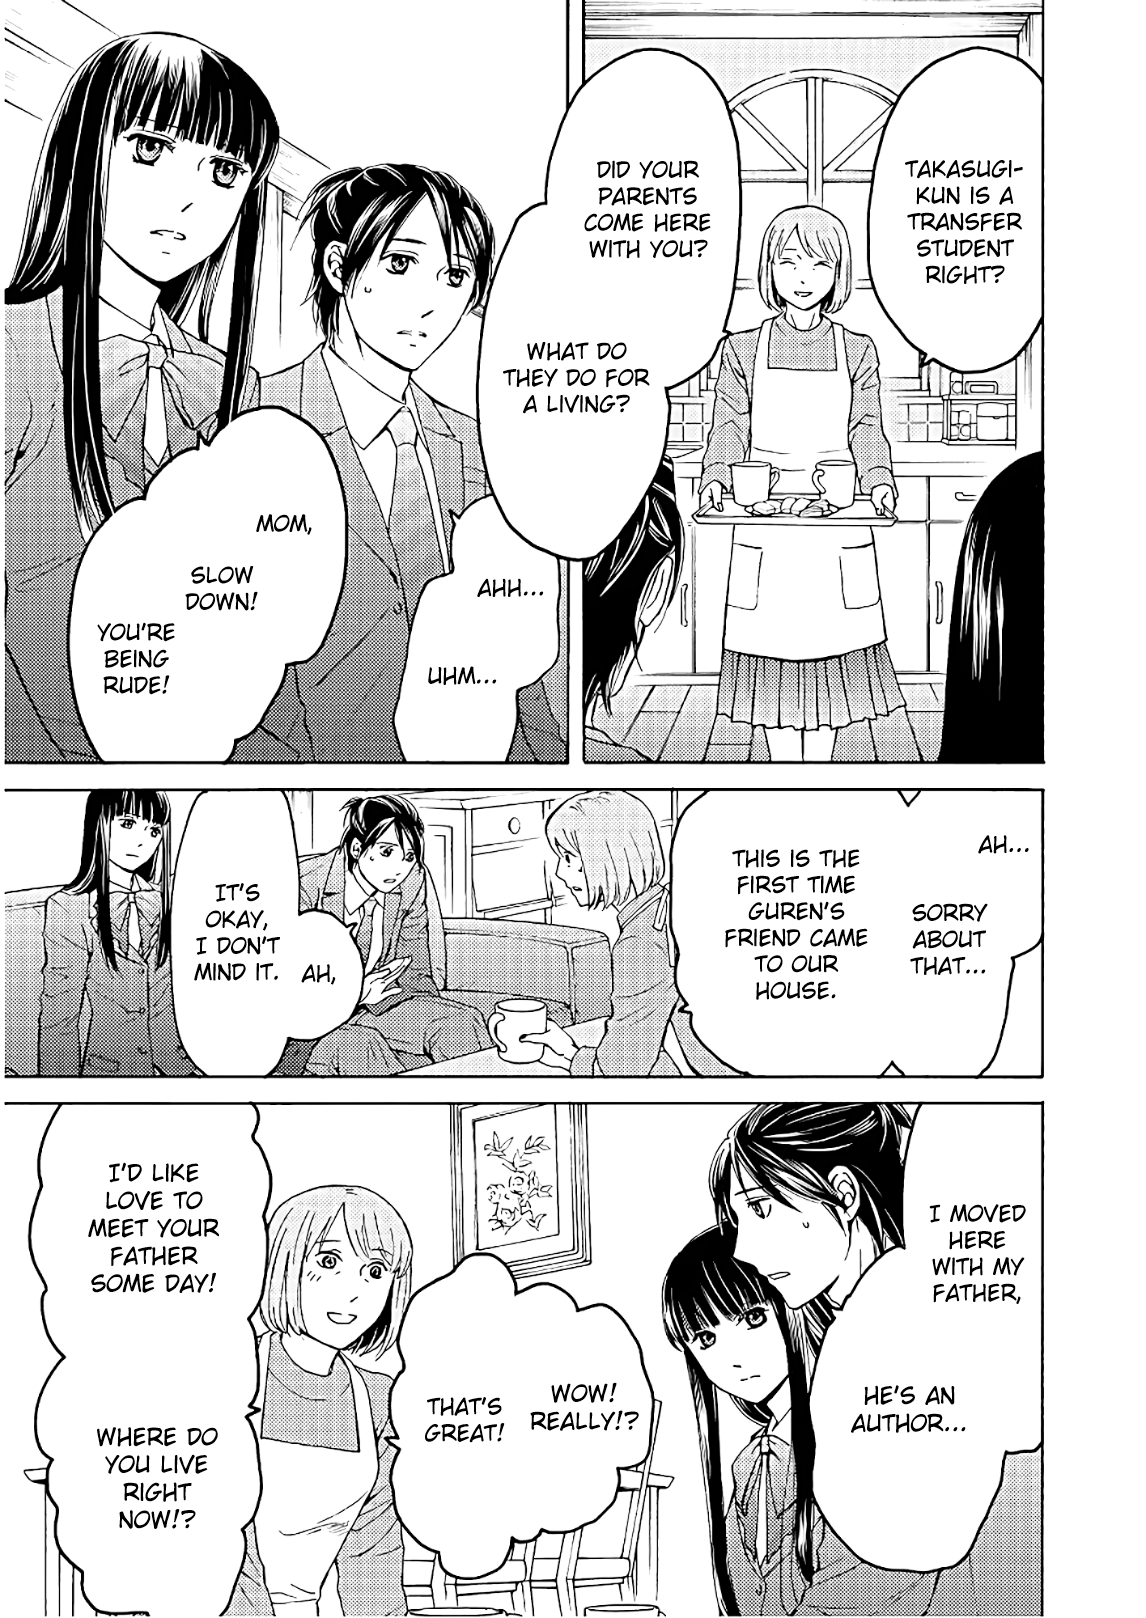 TAKASUGI-
KUN IS A
TRANSFER
STUDENT
RIGHT?
DID YOUR
PARENTS
COME HERE
WITH YOU?
WHAT DO
THEY DO FOR
A LIVING?
AHH...
UHM...
MOM,
SLOW
DOWN!
YOU'RE
BEING
RUDE!
AH...
SORRY
ABOUT
THAT...
THIS IS THE
FIRST TIME
GUREN'S
FRIEND CAME
TO OUR
HOUSE.
AH,
IT'S
OKAY,
I DON'T
MIND IT.
I MOVED
HERE
WITH MY
FATHER,
HE'S AN
AUTHOR...
WOW!
REALLY!?
THAT'S
GREAT!
I'D LIKE
LOVE TO
MEET YOUR
FATHER
SOME DAY!
WHERE DO
YOU LIVE
RIGHT
NOW!?